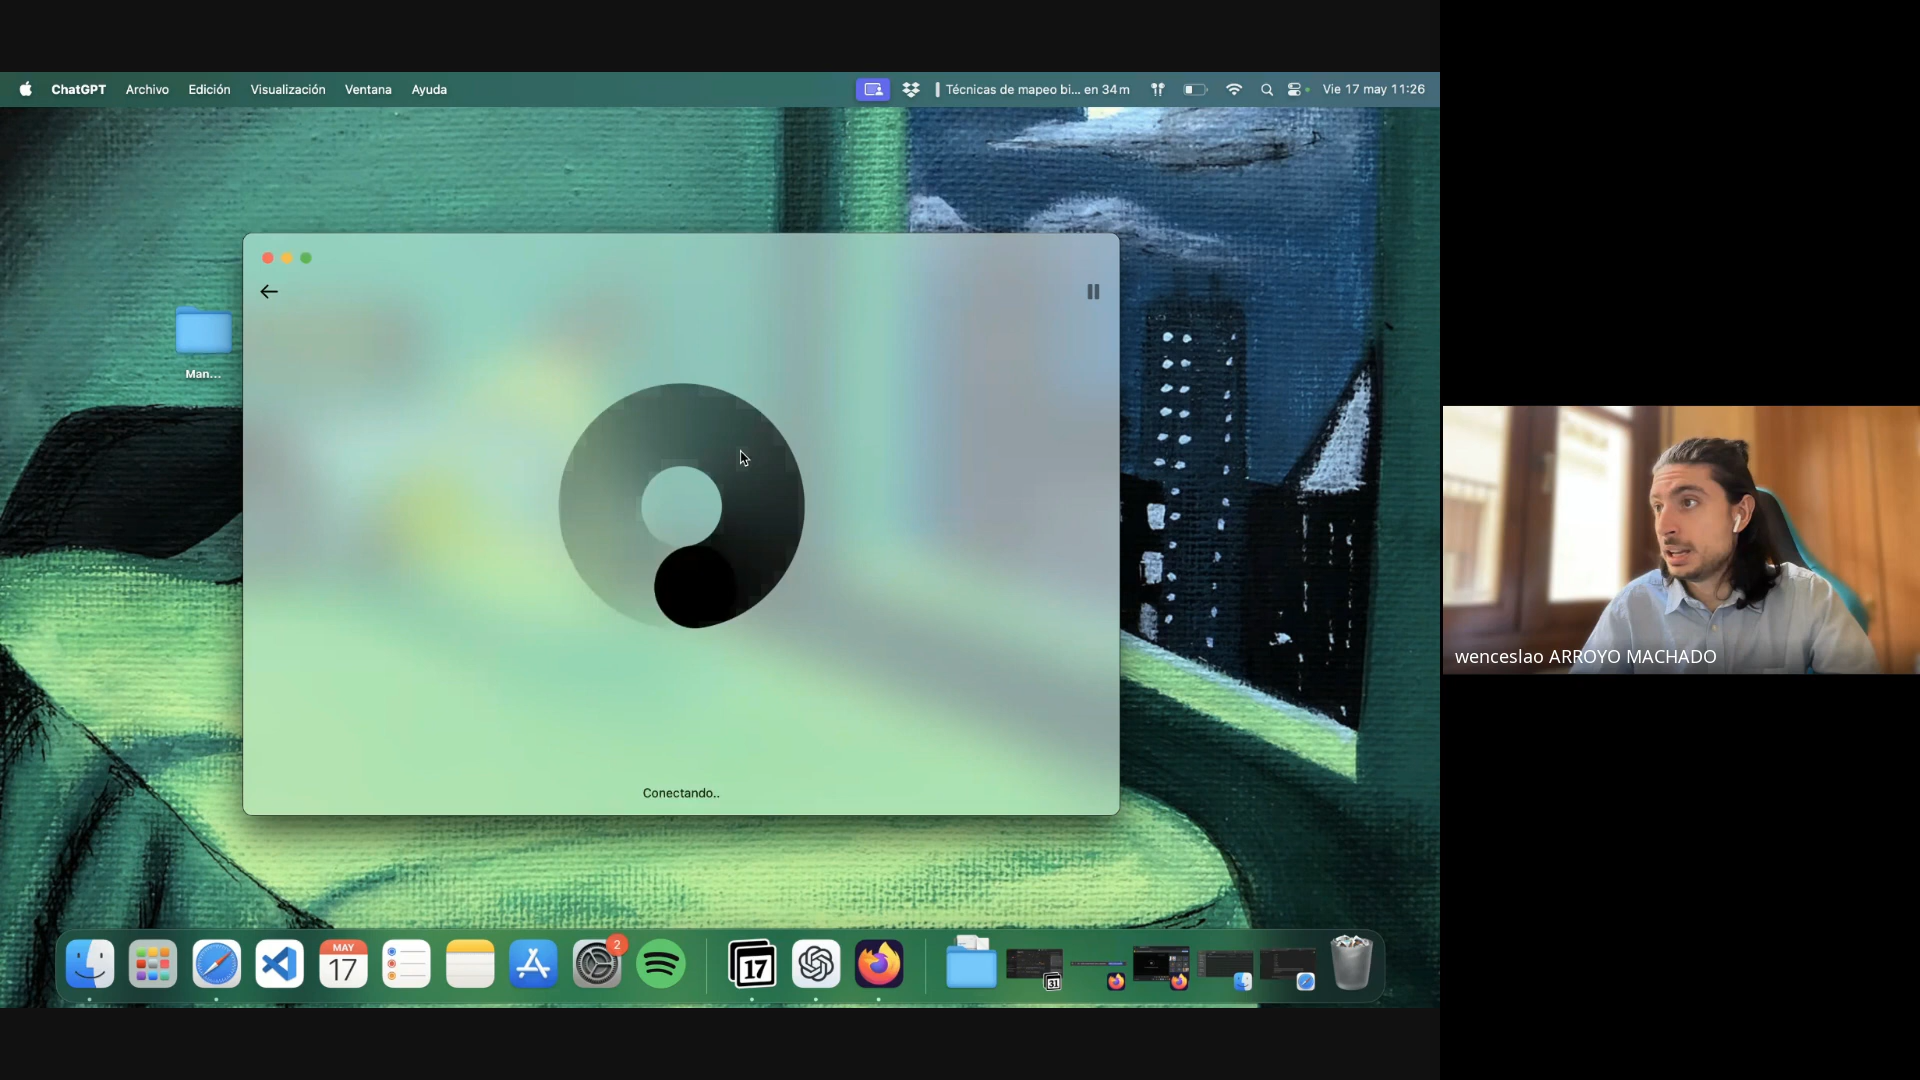 ChatGPT Archivo Edición Visualización Ventana Ayuda
Técnicas de mapeo bi... en 34 m Vie 17 may 11:26
Man...
Conectando..
wenceslao ARROYO MACHADO
MAY
17
2
17
31